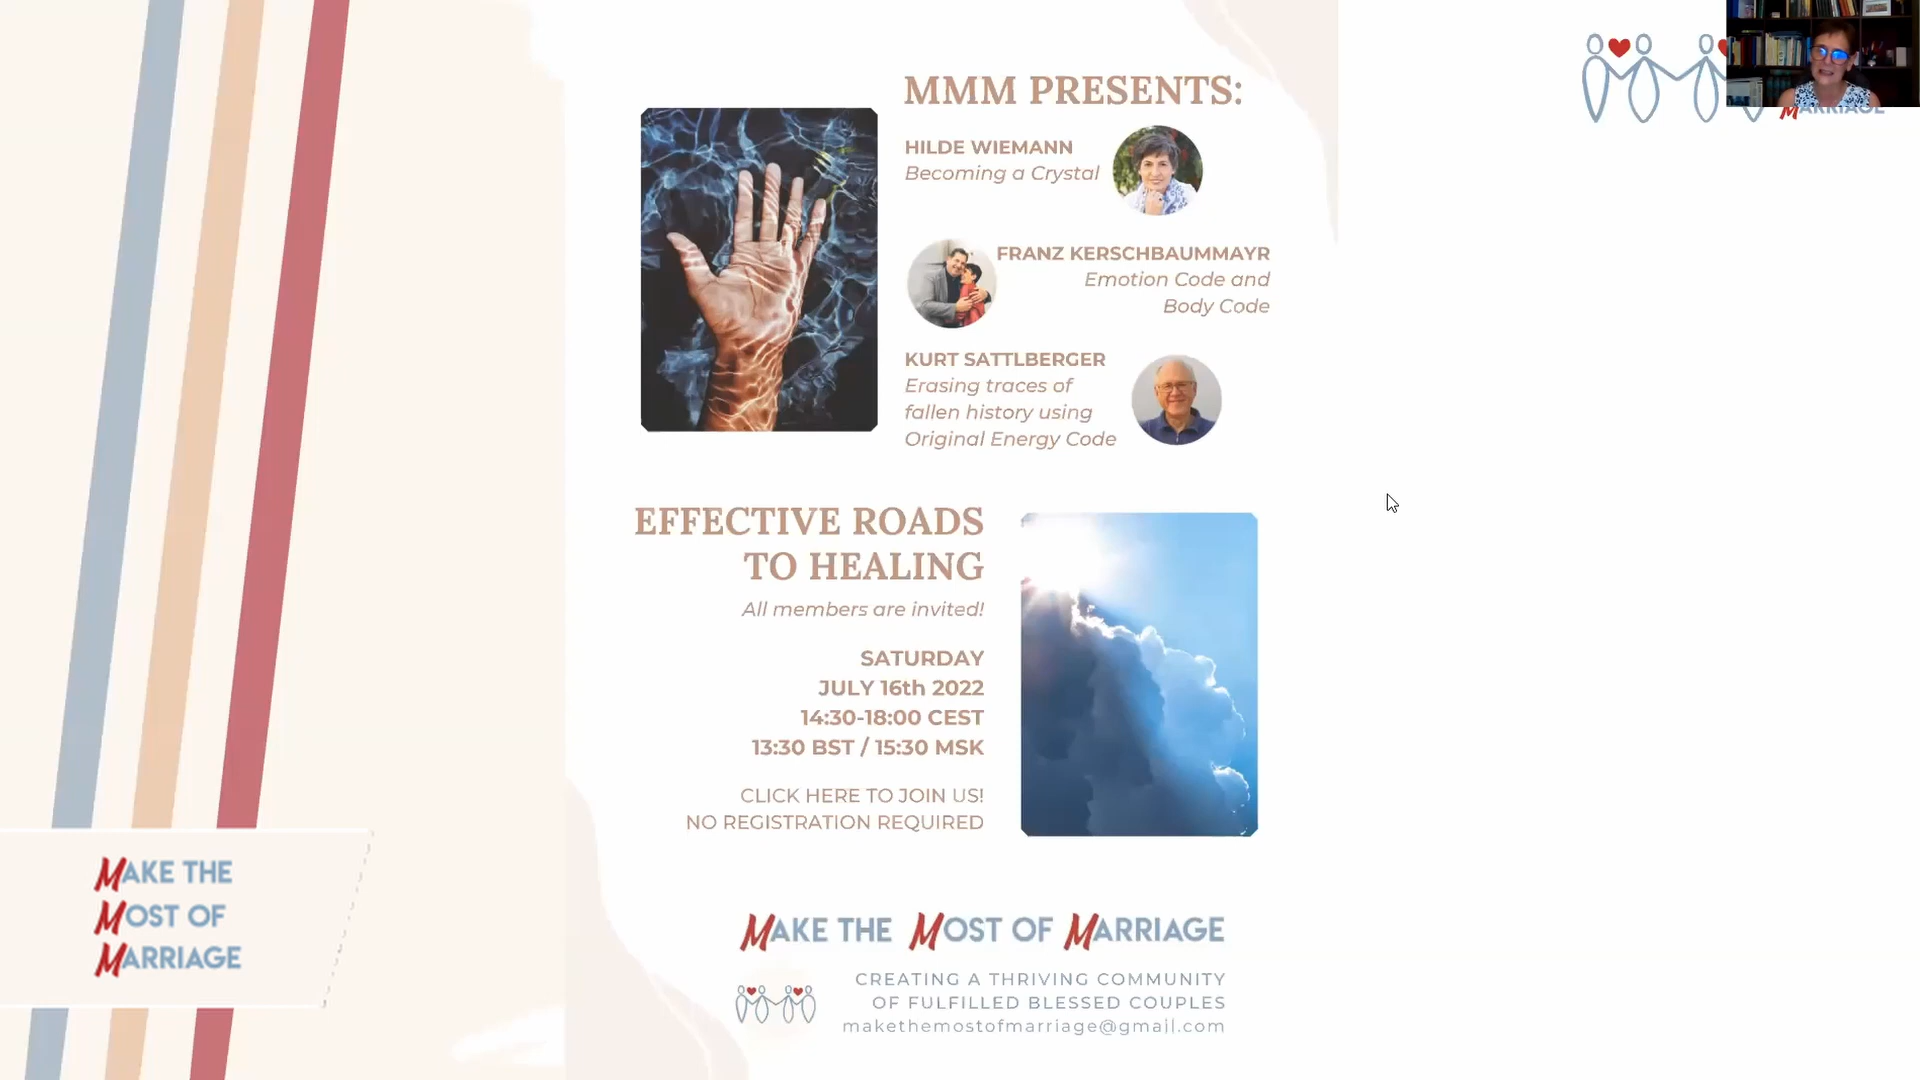 MMM PRESENTS:
HILDE WIEMANN
Becoming a Crystal
FRANZ KERSCHBAUMMAYR
Emotion Code and
Body Code
KURT SATTLBERGER
Erasing traces of
fallen history using
Original Energy Code
EFFECTIVE ROADS
TO HEALING
All members are invited!
SATURDAY
JULY 16th 2022
14:30-18:00 CEST
13:30 BST / 15:30 MSK
CLICK HERE TO JOIN US!
NO REGISTRATION REQUIRED
MAKE THE MOST OF MARRIAGE
CREATING A THRIVING COMMUNITY
OF FULFILLED BLESSED COUPLES
makethemostofmarriage@gmail.com
MAKE THE
MOST OF
MARRIAGE
MARRIAGE